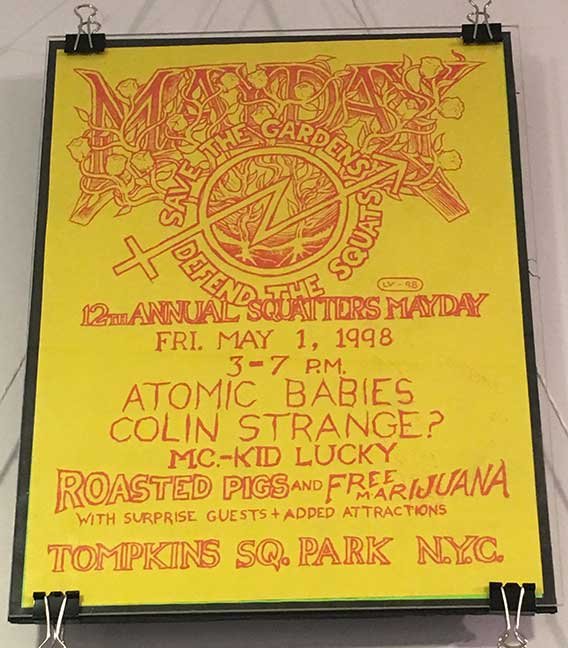 MAYDAY
SAVE THE GARDENS
DEFEND THE SQUATS
LV-98
12TH ANNUAL SQUATTERS MAYDAY
FRI. MAY 1, 1998
3-7 P.M.
ATOMIC BABIES
COLIN STRANGE?
M.C.-KID LUCKY
ROASTED PIGS AND FREE MARIJUANA
WITH SURPRISE GUESTS + ADDED ATTRACTIONS
TOMPKINS SQ. PARK N.Y.C.